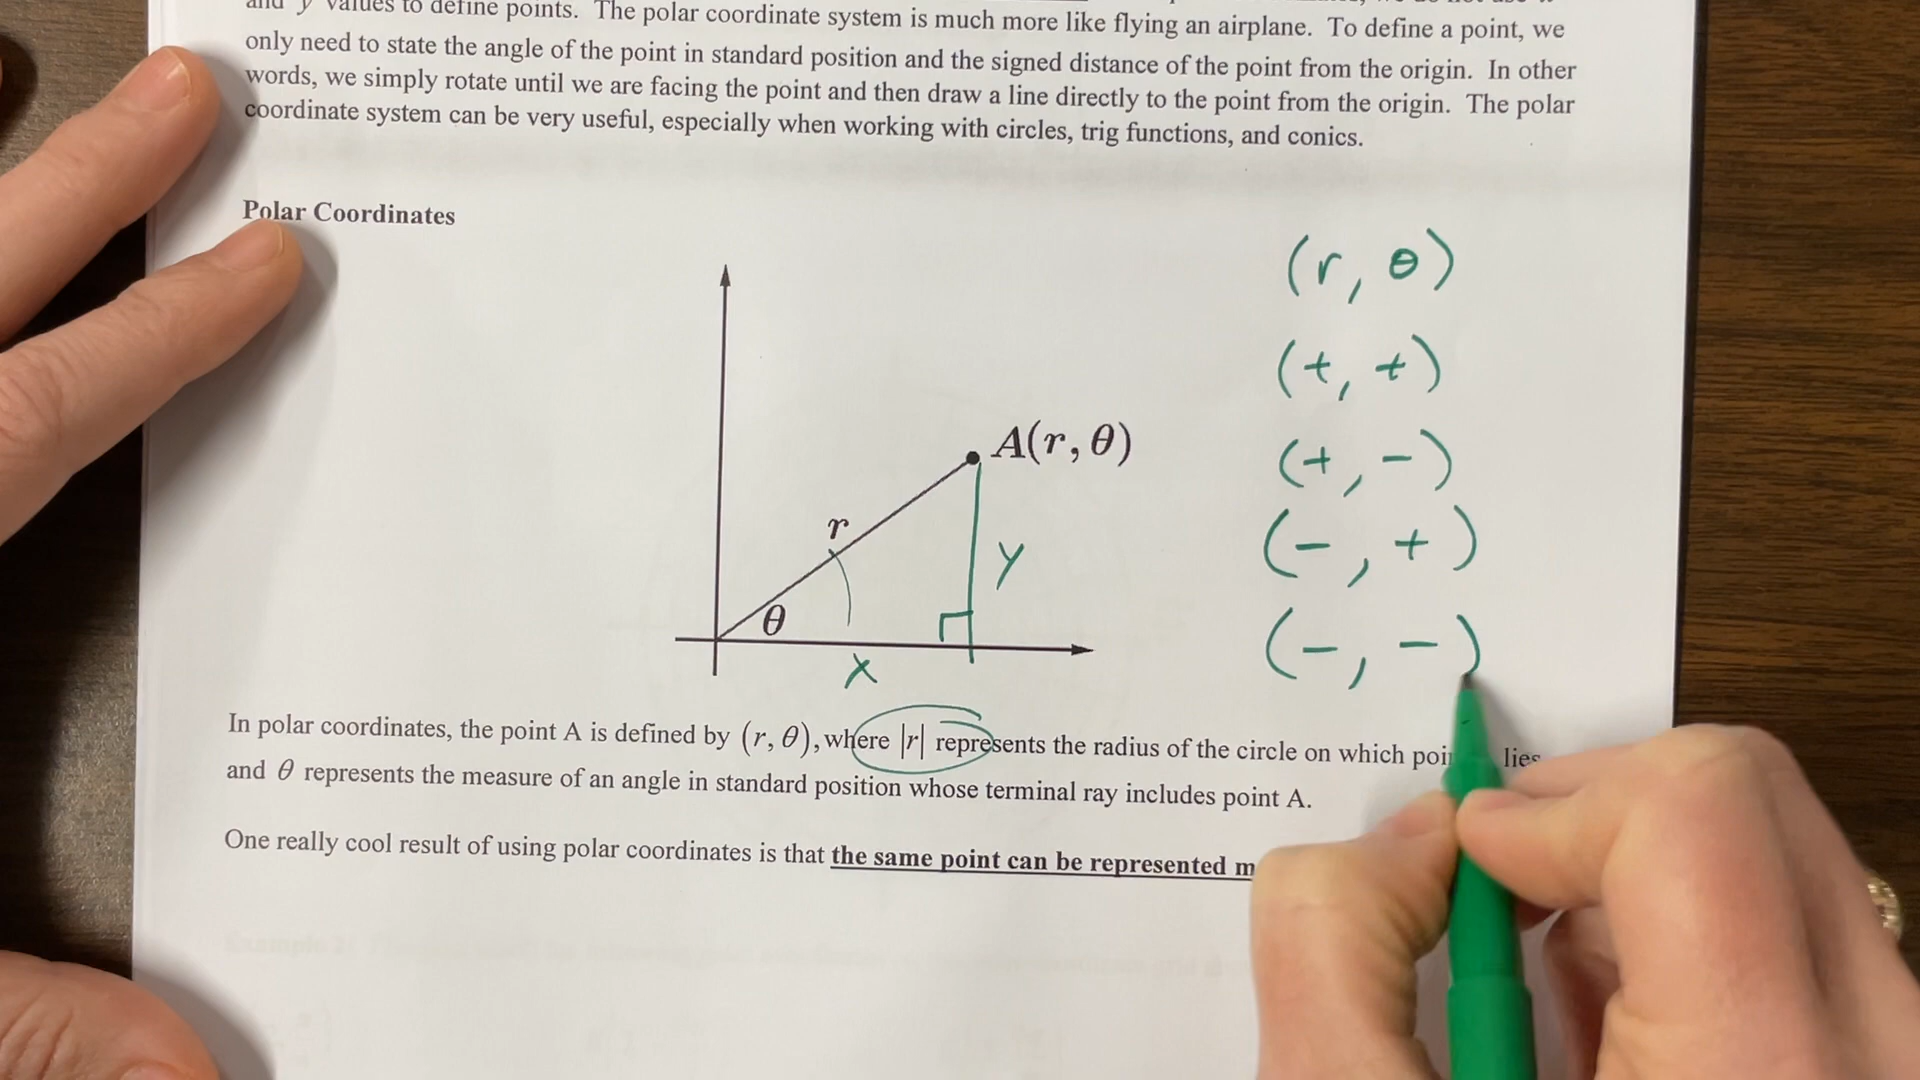 values to define points. The polar coordinate system is much more like flying an airplane. To define a point, we
only need to state the angle of the point in standard position and the signed distance of the point from the origin. In other
words, we simply rotate until we are facing the point and then draw a line directly to the point from the origin. The polar
coordinate system can be very useful, especially when working with circles, trig functions, and conics.
Polar Coordinates
(r, θ)
(+, +)
A(r, θ)
(+, -)
r
(-, +)
y
θ
(-, -)
x
In polar coordinates, the point A is defined by (r, θ), where |r| represents the radius of the circle on which lies
and θ represents the measure of an angle in standard position whose terminal ray includes point A.
One really cool result of using polar coordinates is that the same point can be represented